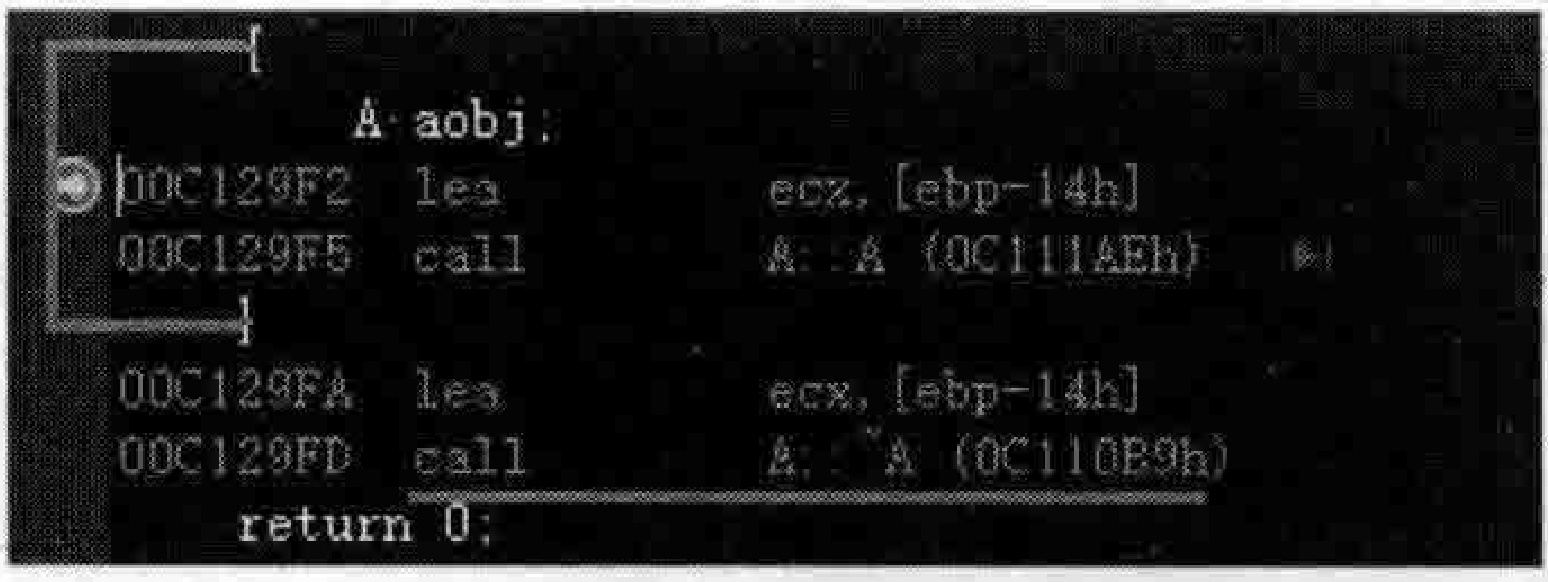 {
A aobj;
00C129F2 lea ecx, [ebp-14h]
00C129F5 call A::A (0C111AEh)
}
00C129FA lea ecx, [ebp-14h]
00C129FD call A::~A (0C110B9h)
return 0;